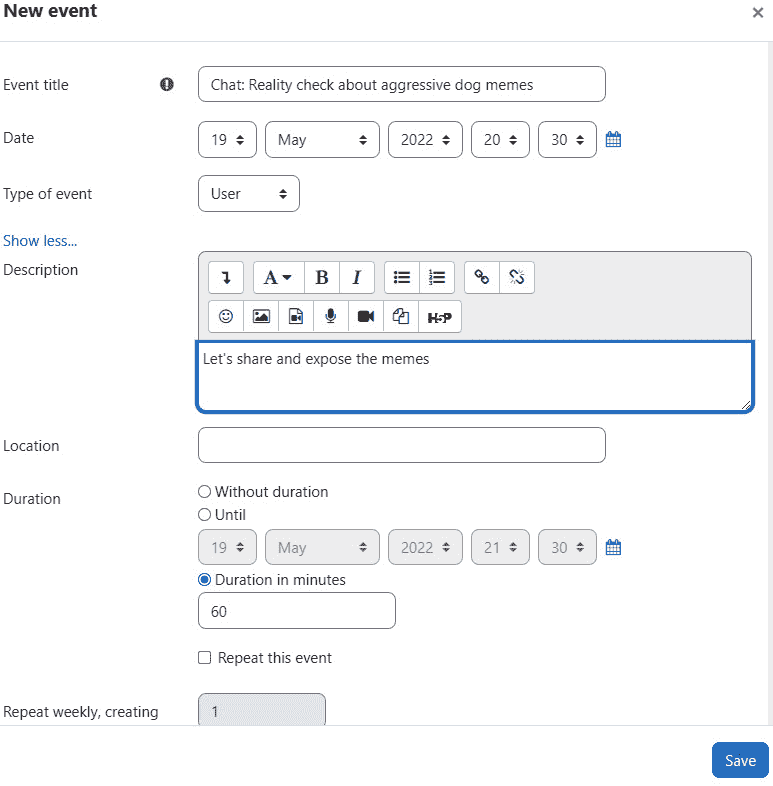 New event
Event title
Chat: Reality check about aggressive dog memes
Date
19 May 2022 20 30
Type of event
User
Show less...
Description
A B I
H5P
Let's share and expose the memes
Location
Duration
Without duration
Until
19 May 2022 21 30
Duration in minutes
60
Repeat this event
Repeat weekly, creating
1
Save